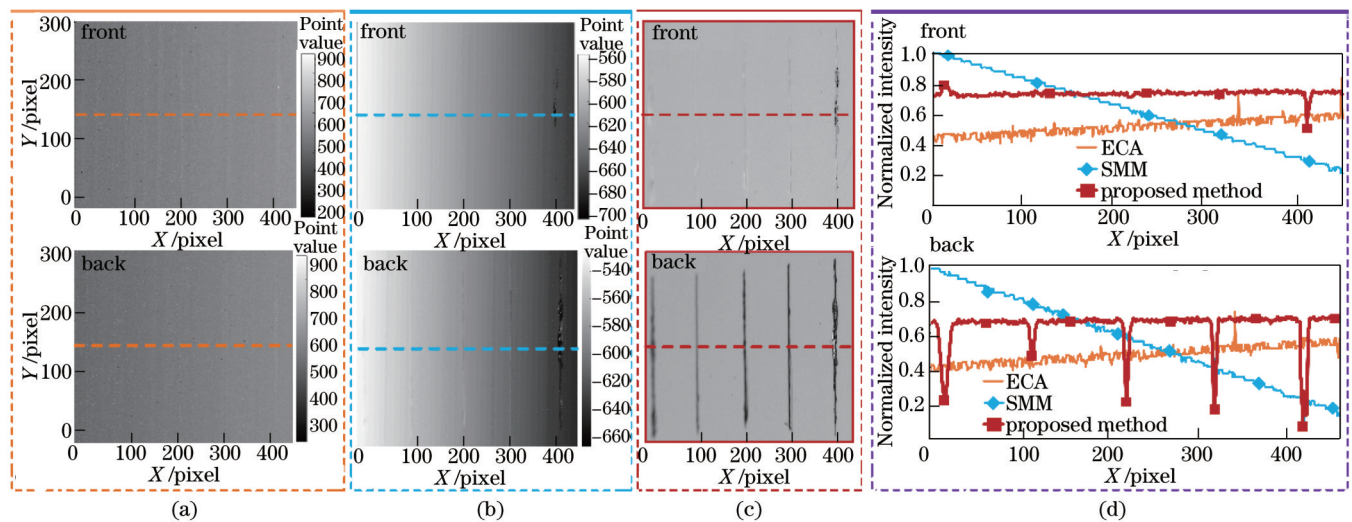 front
Point
value
300
200
100
0
Y/pixel
900
800
700
600
500
400
300
200
0 100 200 300 400
X/pixel
back
Point
value
300
200
100
0
Y/pixel
900
800
700
600
500
400
300
0 100 200 300 400
X/pixel
(a)
front
Point
value
−560
−580
−600
−620
−640
−660
−680
−700
0 100 200 300 400
X/pixel
back
Point
value
−540
−560
−580
−600
−620
−640
−660
0 100 200 300 400
X/pixel
(b)
front
0 100 200 300 400
X/pixel
back
0 100 200 300 400
X/pixel
(c)
front
Normalized intensity
1.0
0.8
0.6
0.4
0.2
ECA
SMM
proposed method
0 100 200 300 400
X/pixel
back
Normalized intensity
1.0
0.8
0.6
0.4
0.2
ECA
SMM
proposed method
0 100 200 300 400
X/pixel
(d)